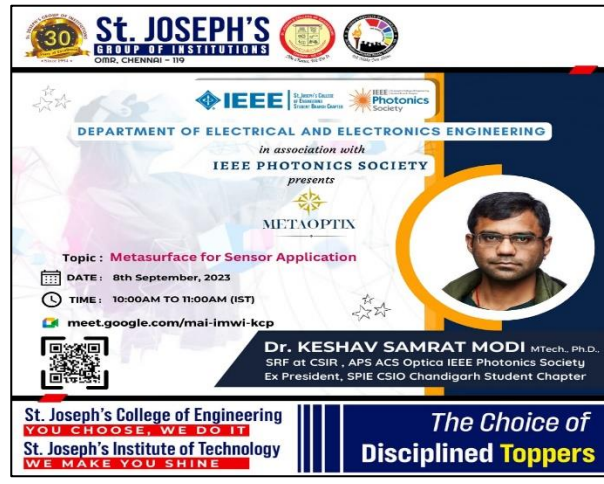 30
St. JOSEPH'S
GROUP OF INSTITUTIONS
OMR, CHENNAI - 119
IEEE
St. Joseph's College
of Engineering
Student Branch Chapter
IEEE
Photonics
Society
DEPARTMENT OF ELECTRICAL AND ELECTRONICS ENGINEERING
in association with
IEEE PHOTONICS SOCIETY
presents
METAOPTIX
Topic : Metasurface for Sensor Application
DATE : 8th September, 2023
TIME : 10:00AM TO 11:00AM (IST)
meet.google.com/mai-imwi-kcp
Dr. KESHAV SAMRAT MODI MTech., Ph.D.,
SRF at CSIR , APS ACS Optica IEEE Photonics Society
Ex President, SPIE CSIO Chandigarh Student Chapter
St. Joseph's College of Engineering
YOU CHOOSE, WE DO IT
St. Joseph's Institute of Technology
WE MAKE YOU SHINE
The Choice of
Disciplined Toppers